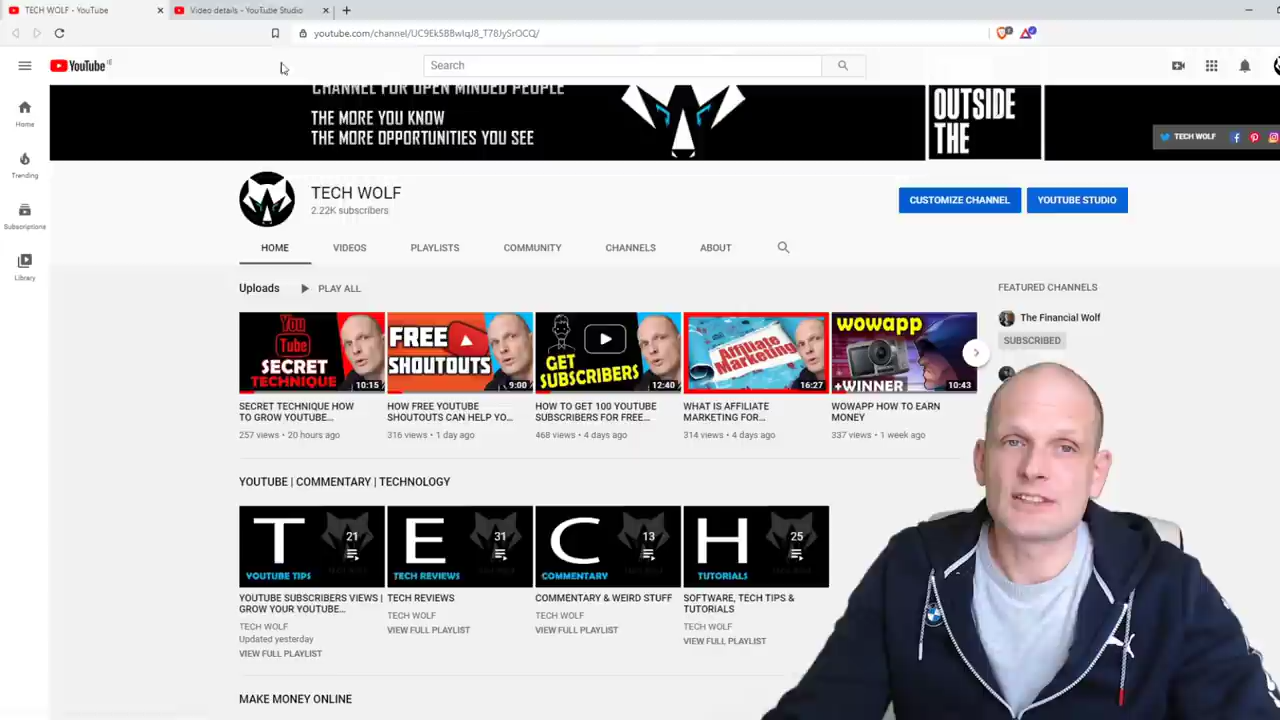 TECH WOLF - YouTube
Video details - YouTube Studio
youtube.com/channel/UC9Ek5BBwIqJ8_T78JySrOCQ/
YouTube
Search
CHANNEL FOR OPEN MINDED PEOPLE
THE MORE YOU KNOW
THE MORE OPPORTUNITIES YOU SEE
OUTSIDE
THE
TECH WOLF
Home
Trending
Subscriptions
Library
TECH WOLF
2.22K subscribers
CUSTOMIZE CHANNEL
YOUTUBE STUDIO
HOME
VIDEOS
PLAYLISTS
COMMUNITY
CHANNELS
ABOUT
Uploads
PLAY ALL
FEATURED CHANNELS
The Financial Wolf
SUBSCRIBED
You
Tube
SECRET
TECHNIQUE
10:15
FREE
SHOUTOUTS
9:00
GET
SUBSCRIBERS
12:40
Affiliate
Marketing
16:27
wowapp
+WINNER
10:43
SECRET TECHNIQUE HOW
TO GROW YOUTUBE...
257 views • 20 hours ago
HOW FREE YOUTUBE
SHOUTOUTS CAN HELP YO...
316 views • 1 day ago
HOW TO GET 100 YOUTUBE
SUBSCRIBERS FOR FREE...
468 views • 4 days ago
WHAT IS AFFILIATE
MARKETING FOR...
314 views • 4 days ago
WOWAPP HOW TO EARN
MONEY
337 views • 1 week ago
YOUTUBE | COMMENTARY | TECHNOLOGY
T
21
YOUTUBE TIPS
E
31
TECH REVIEWS
C
13
COMMENTARY
H
25
TUTORIALS
YOUTUBE SUBSCRIBERS VIEWS |
GROW YOUR YOUTUBE...
TECH WOLF
Updated yesterday
VIEW FULL PLAYLIST
TECH REVIEWS
TECH WOLF
VIEW FULL PLAYLIST
COMMENTARY & WEIRD STUFF
TECH WOLF
VIEW FULL PLAYLIST
SOFTWARE, TECH TIPS &
TUTORIALS
TECH WOLF
VIEW FULL PLAYLIST
MAKE MONEY ONLINE